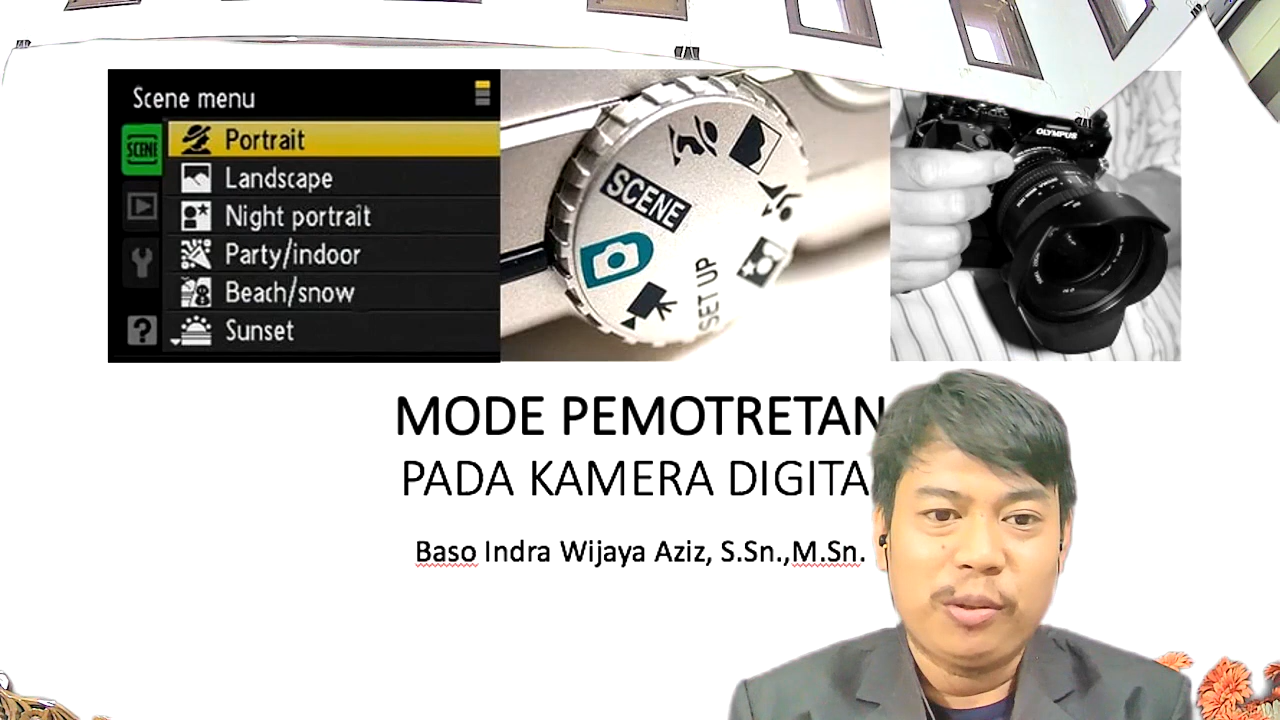 Scene menu
SCENE
Portrait
Landscape
Night portrait
Party/indoor
Beach/snow
?
Sunset
SCENE
SET UP
OLYMPUS
MODE PEMOTRETAN
PADA KAMERA DIGITA
Baso Indra Wijaya Aziz, S.Sn.,M.Sn.